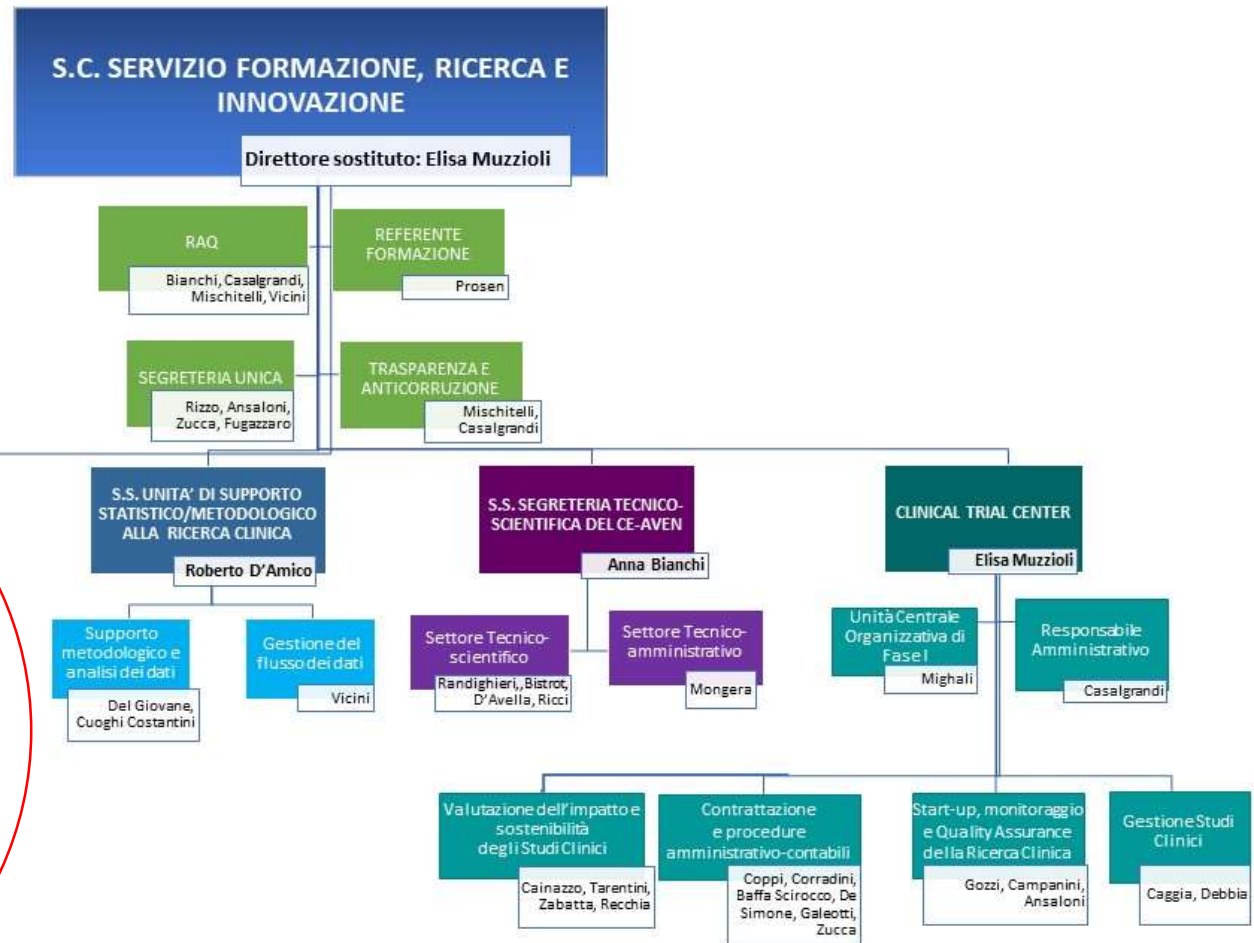 S.C. SERVIZIO FORMAZIONE, RICERCA E
INNOVAZIONE
Direttore sostituto: Elisa Muzzioli
RAQ
Bianchi, Casalgrandi,
Mischitelli, Vicini
REFERENTE
FORMAZIONE
Prosen
SEGRETERIA UNICA
Rizzo, Ansaloni,
Zucca, Fugazzaro
TRASPARENZA E
ANTICORRUZIONE
Mischitelli,
Casalgrandi
S.S. UNITA' DI SUPPORTO
STATISTICO/METODOLOGICO
ALLA RICERCA CLINICA
Roberto D'Amico
Supporto
metodologico e
analisi dei dati
Del Giovane,
Cuoghi Costantini
Gestione del
flusso dei dati
Vicini
S.S. SEGRETERIA TECNICO-
SCIENTIFICA DEL CE-AVEN
Anna Bianchi
Settore Tecnico-
scientifico
Randighieri,,Bistrot,
D'Avella, Ricci
Settore Tecnico-
amministrativo
Mongera
CLINICAL TRIAL CENTER
Elisa Muzzioli
Unità Centrale
Organizzativa di
Fase I
Mighali
Responsabile
Amministrativo
Casalgrandi
Valutazione dell'impatto e
sostenibilità
degli Studi Clinici
Cainazzo, Tarentini,
Zabatta, Recchia
Contrattazione
e procedure
amministrativo-contabili
Coppi, Corradini,
Baffa Scirocco, De
Simone, Galeotti,
Zucca
Start-up, monitoraggio
e Quality Assurance
della Ricerca Clinica
Gozzi, Campanini,
Ansaloni
Gestione Studi
Clinici
Caggia, Debbia